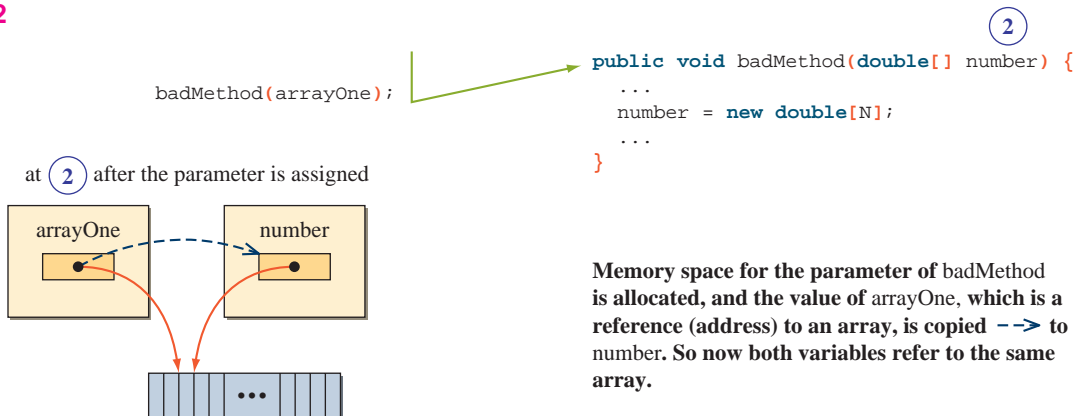 2
badMethod(arrayOne);
2
public void badMethod(double[] number) {
...
number = new double[N];
...
}
at 2 after the parameter is assigned
arrayOne
number
Memory space for the parameter of badMethod
is allocated, and the value of arrayOne, which is a
reference (address) to an array, is copied --> to
number. So now both variables refer to the same
array.